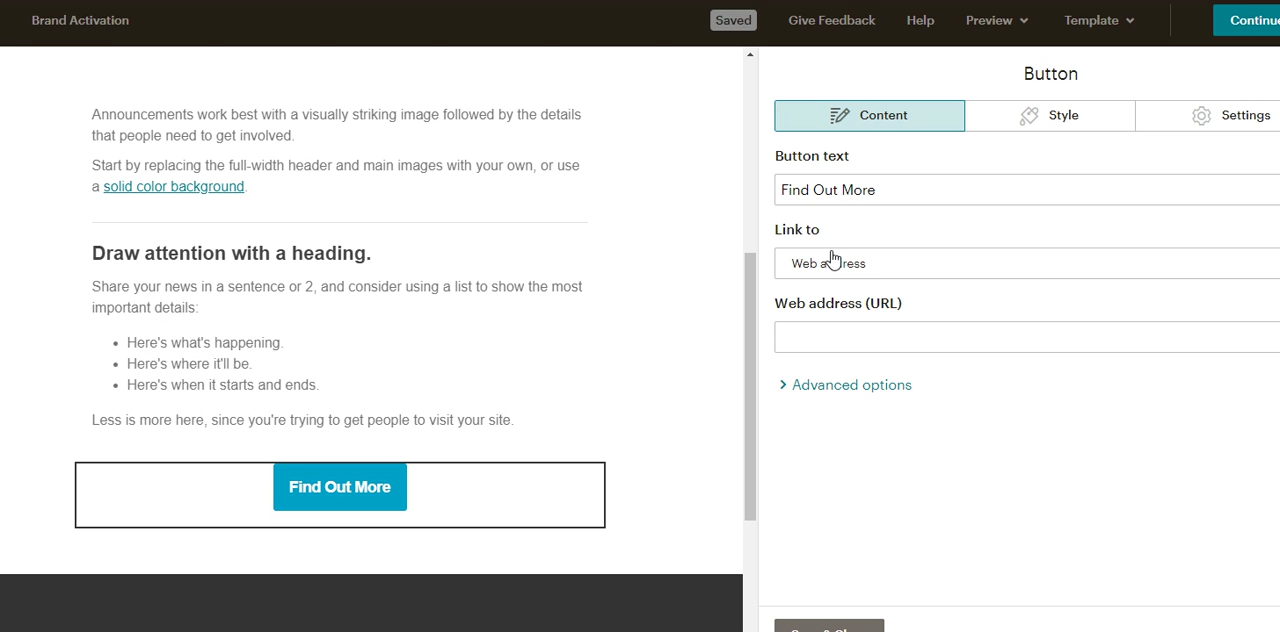 Brand Activation
Saved
Give Feedback
Help
Preview
Template
Continue
Announcements work best with a visually striking image followed by the details
that people need to get involved.
Start by replacing the full-width header and main images with your own, or use
a solid color background.
Draw attention with a heading.
Share your news in a sentence or 2, and consider using a list to show the most
important details:
Here's what's happening.
Here's where it'll be.
Here's when it starts and ends.
Less is more here, since you're trying to get people to visit your site.
Find Out More
Button
Content
Style
Settings
Button text
Find Out More
Link to
Web address
Web address (URL)
Advanced options